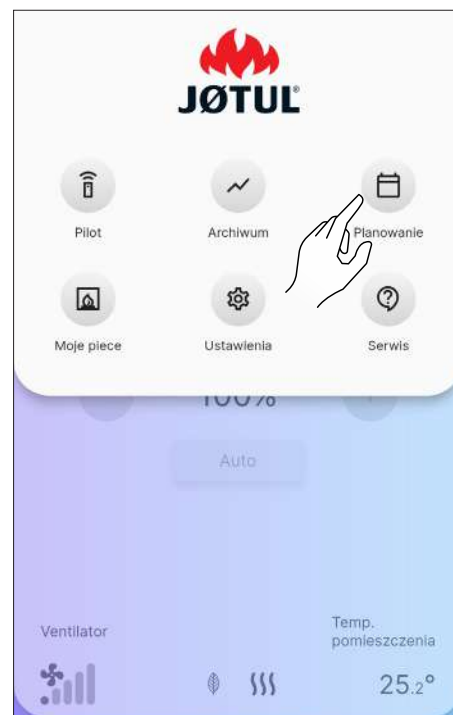 JØTUL®
Pilot
Archiwum
Planowanie
Moje piece
Ustawienia
Serwis
100%
Auto
Ventilator
Temp.
pomieszczenia
25.2°